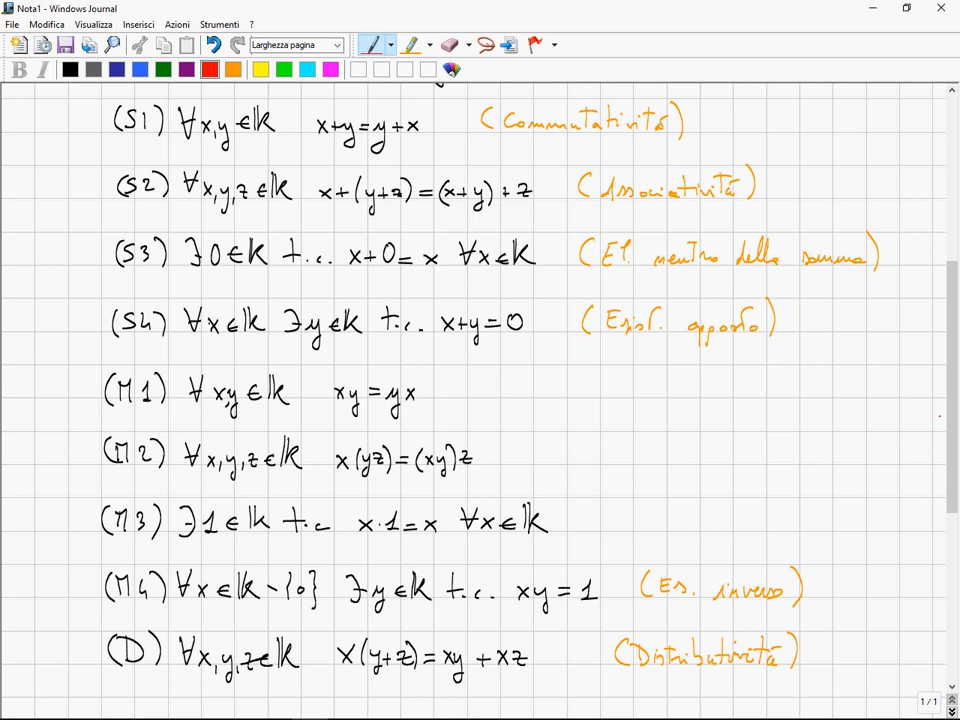 Nota1 - Windows Journal
File Modifica Visualizza Inserisci Azioni Strumenti ?
Larghezza pagina
B I
(S1) ∀x,y ∈ 𝕂 x+y=y+x (Commutatività)
(S2) ∀x,y,z ∈ 𝕂 x+(y+z)=(x+y)+z (Associatività)
(S3) ∃0∈𝕂 t.c. x+0=x ∀x∈𝕂 (El. neutro della somma)
(S4) ∀x∈𝕂 ∃y∈𝕂 t.c. x+y=0 (Esist. opposto)
(M1) ∀x,y∈𝕂 xy=yx
(M2) ∀x,y,z∈𝕂 x(yz)=(xy)z
(M3) ∃1∈𝕂 t.c x·1=x ∀x∈𝕂
(M4) ∀x∈𝕂∖{0} ∃y∈𝕂 t.c. xy=1 (Es. inverso)
(D) ∀x,y,z∈𝕂 x(y+z)=xy+xz (Distributività)
1 / 1